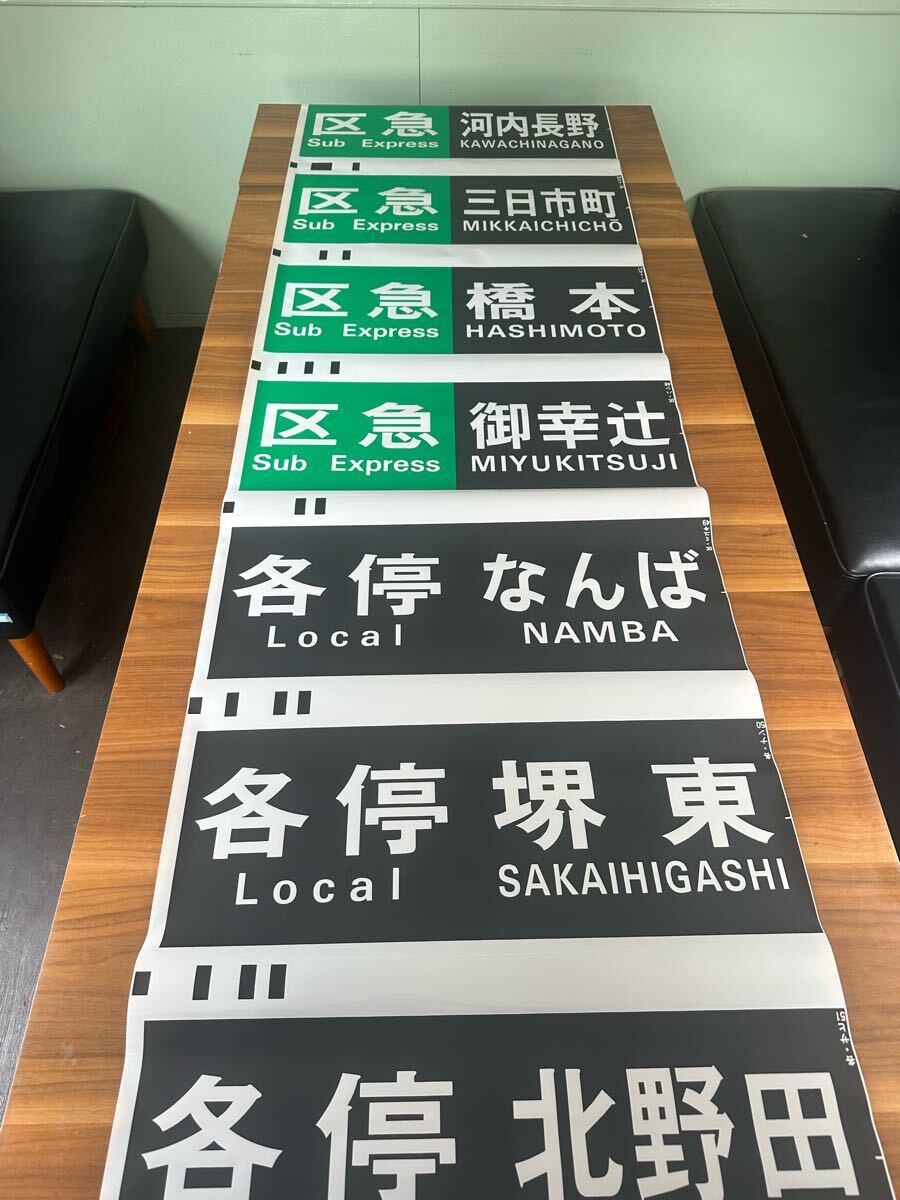 区急 河内長野
Sub Express KAWACHINAGANO
区急 三日市町
Sub Express MIKKAICHICHŌ
区急 橋本
Sub Express HASHIMOTO
区急 御幸辻
Sub Express MIYUKITSUJI
各停 なんば
Local NAMBA
各停 堺東
Local SAKAIHIGASHI
各停 北野田